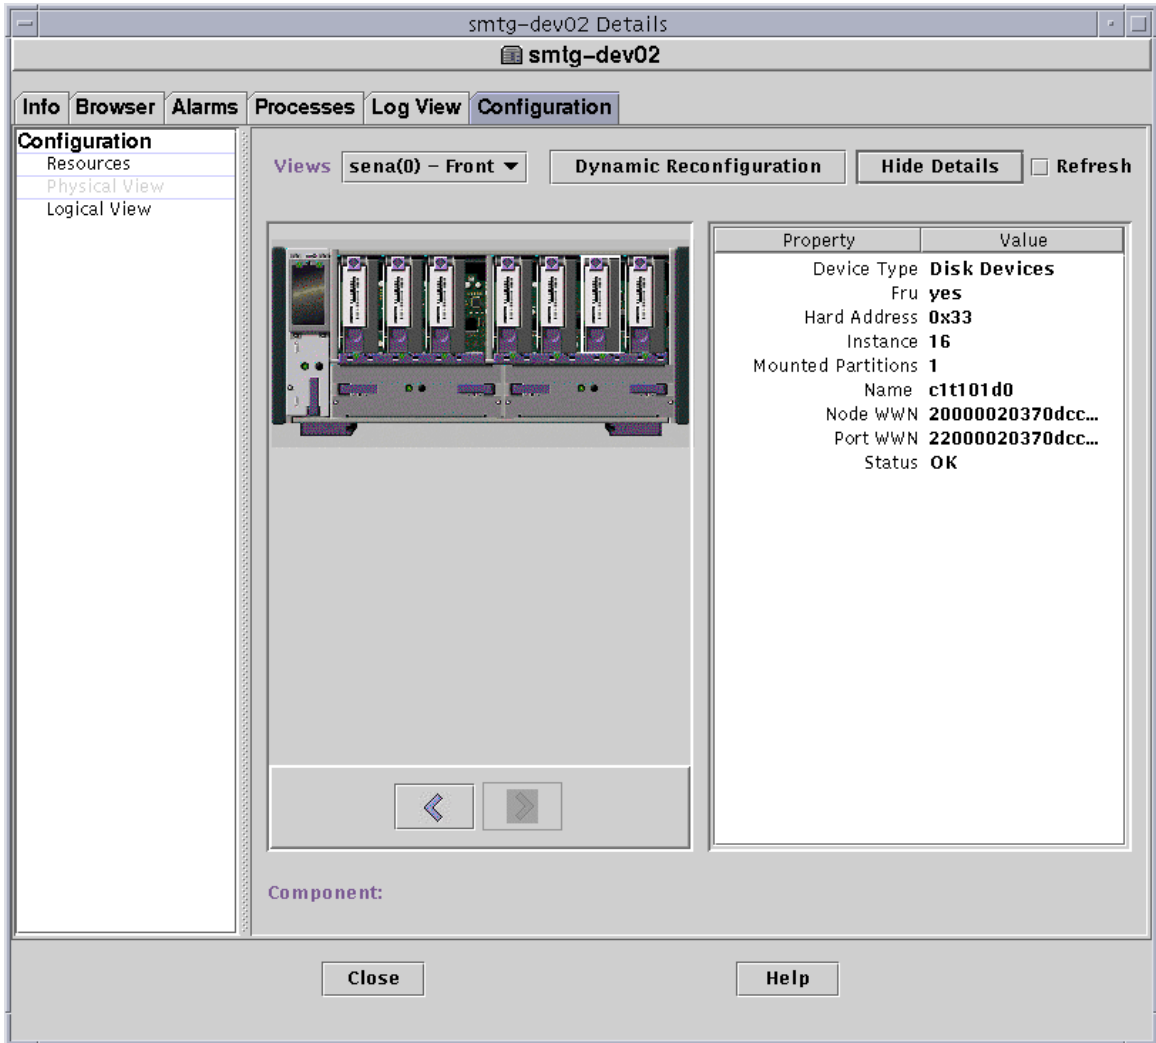 smtg-dev02 Details
smtg-dev02
Info Browser Alarms Processes Log View Configuration
Configuration
Resources
Physical View
Logical View
Views sena(0) - Front Dynamic Reconfiguration Hide Details Refresh
Property Value
Device Type Disk Devices
Fru yes
Hard Address 0x33
Instance 16
Mounted Partitions 1
Name c1t101d0
Node WWN 20000020370dcc...
Port WWN 22000020370dcc...
Status OK
Component:
Close Help